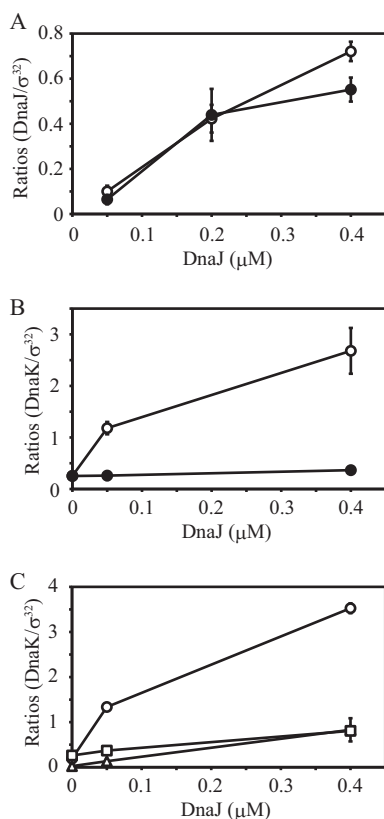 A
Ratios (DnaJ/σ³²)
0.8
0.6
0.4
0.2
0
0 0.1 0.2 0.3 0.4
DnaJ (μM)
B
Ratios (DnaK/σ³²)
3
2
1
0
0 0.1 0.2 0.3 0.4
DnaJ (μM)
C
Ratios (DnaK/σ³²)
4
3
2
1
0
0 0.1 0.2 0.3 0.4
DnaJ (μM)